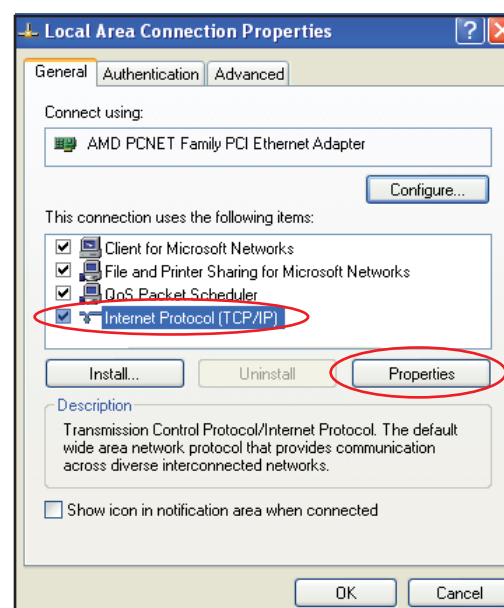 Local Area Connection Properties
General Authentication Advanced
Connect using:
AMD PCNET Family PCI Ethernet Adapter
Configure...
This connection uses the following items:
Client for Microsoft Networks
File and Printer Sharing for Microsoft Networks
QoS Packet Scheduler
Internet Protocol (TCP/IP)
Install... Uninstall Properties
Description
Transmission Control Protocol/Internet Protocol. The default
wide area network protocol that provides communication
across diverse interconnected networks.
Show icon in notification area when connected
OK Cancel